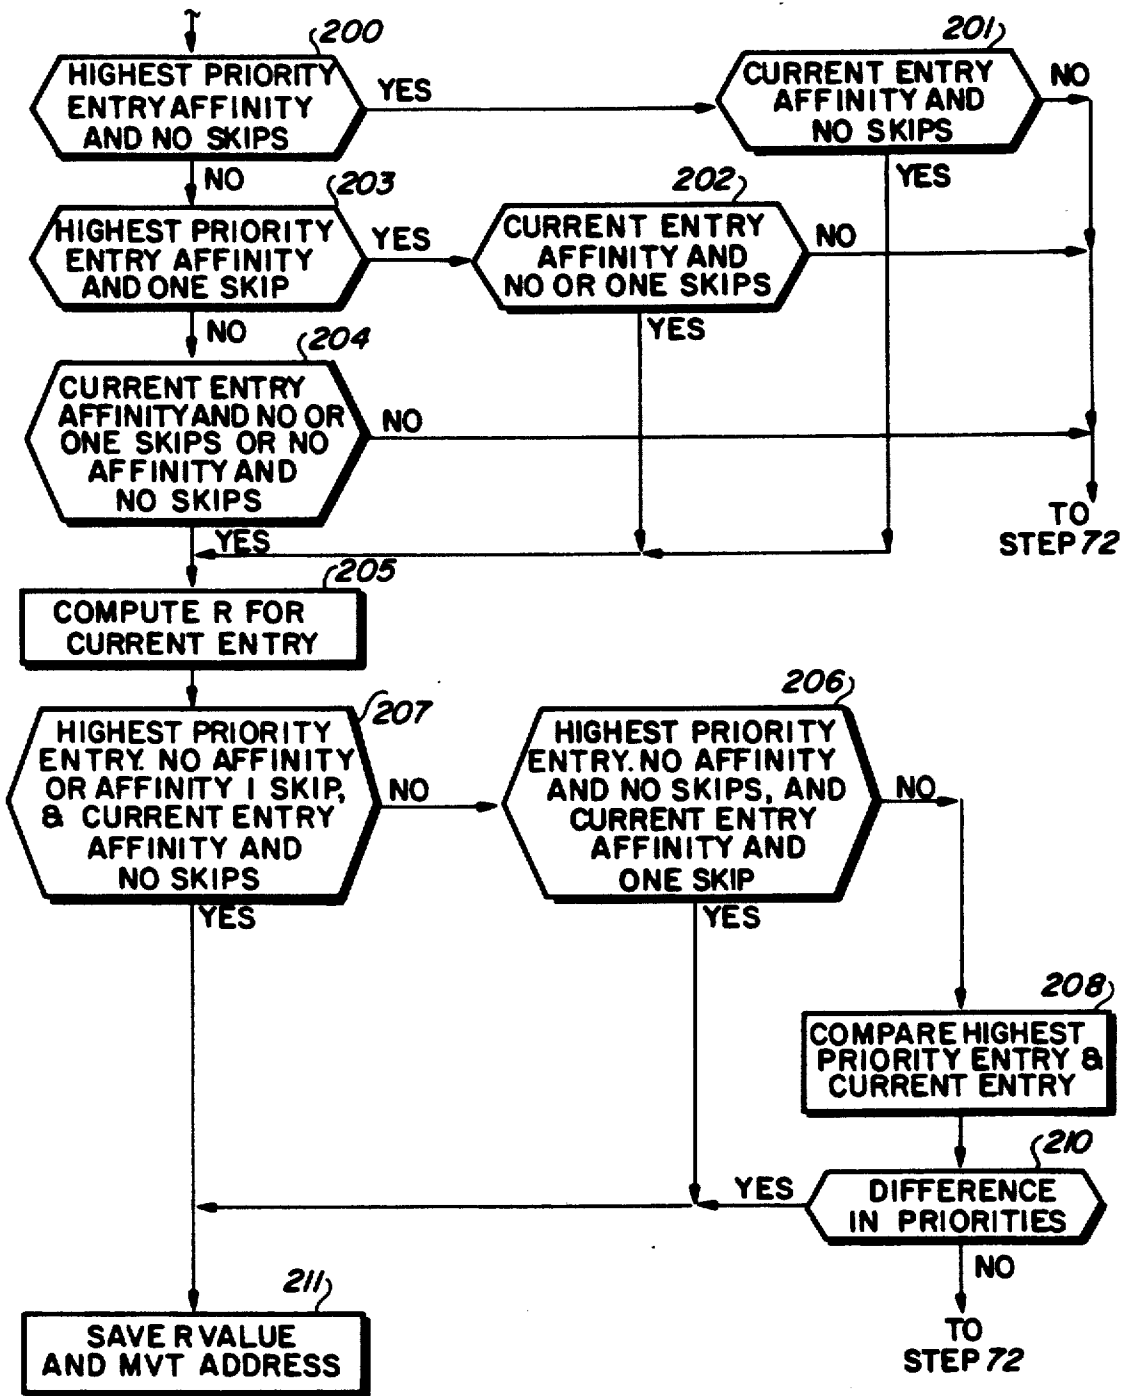 200
HIGHEST PRIORITY
ENTRY AFFINITY
AND NO SKIPS
YES
201
CURRENT ENTRY
AFFINITY AND
NO SKIPS
NO
YES
NO
203
HIGHEST PRIORITY
ENTRY AFFINITY
AND ONE SKIP
YES
202
CURRENT ENTRY
AFFINITY AND
NO OR ONE SKIPS
NO
YES
NO
204
CURRENT ENTRY
AFFINITY AND NO OR
ONE SKIPS OR NO
AFFINITY AND
NO SKIPS
NO
YES
TO
STEP 72
205
COMPUTE R FOR
CURRENT ENTRY
207
HIGHEST PRIORITY
ENTRY. NO AFFINITY
OR AFFINITY 1 SKIP,
& CURRENT ENTRY
AFFINITY AND
NO SKIPS
NO
YES
206
HIGHEST PRIORITY
ENTRY. NO AFFINITY
AND NO SKIPS, AND
CURRENT ENTRY
AFFINITY AND
ONE SKIP
NO
YES
208
COMPARE HIGHEST
PRIORITY ENTRY &
CURRENT ENTRY
210
DIFFERENCE
IN PRIORITIES
YES
NO
TO
STEP 72
211
SAVE R VALUE
AND MVT ADDRESS